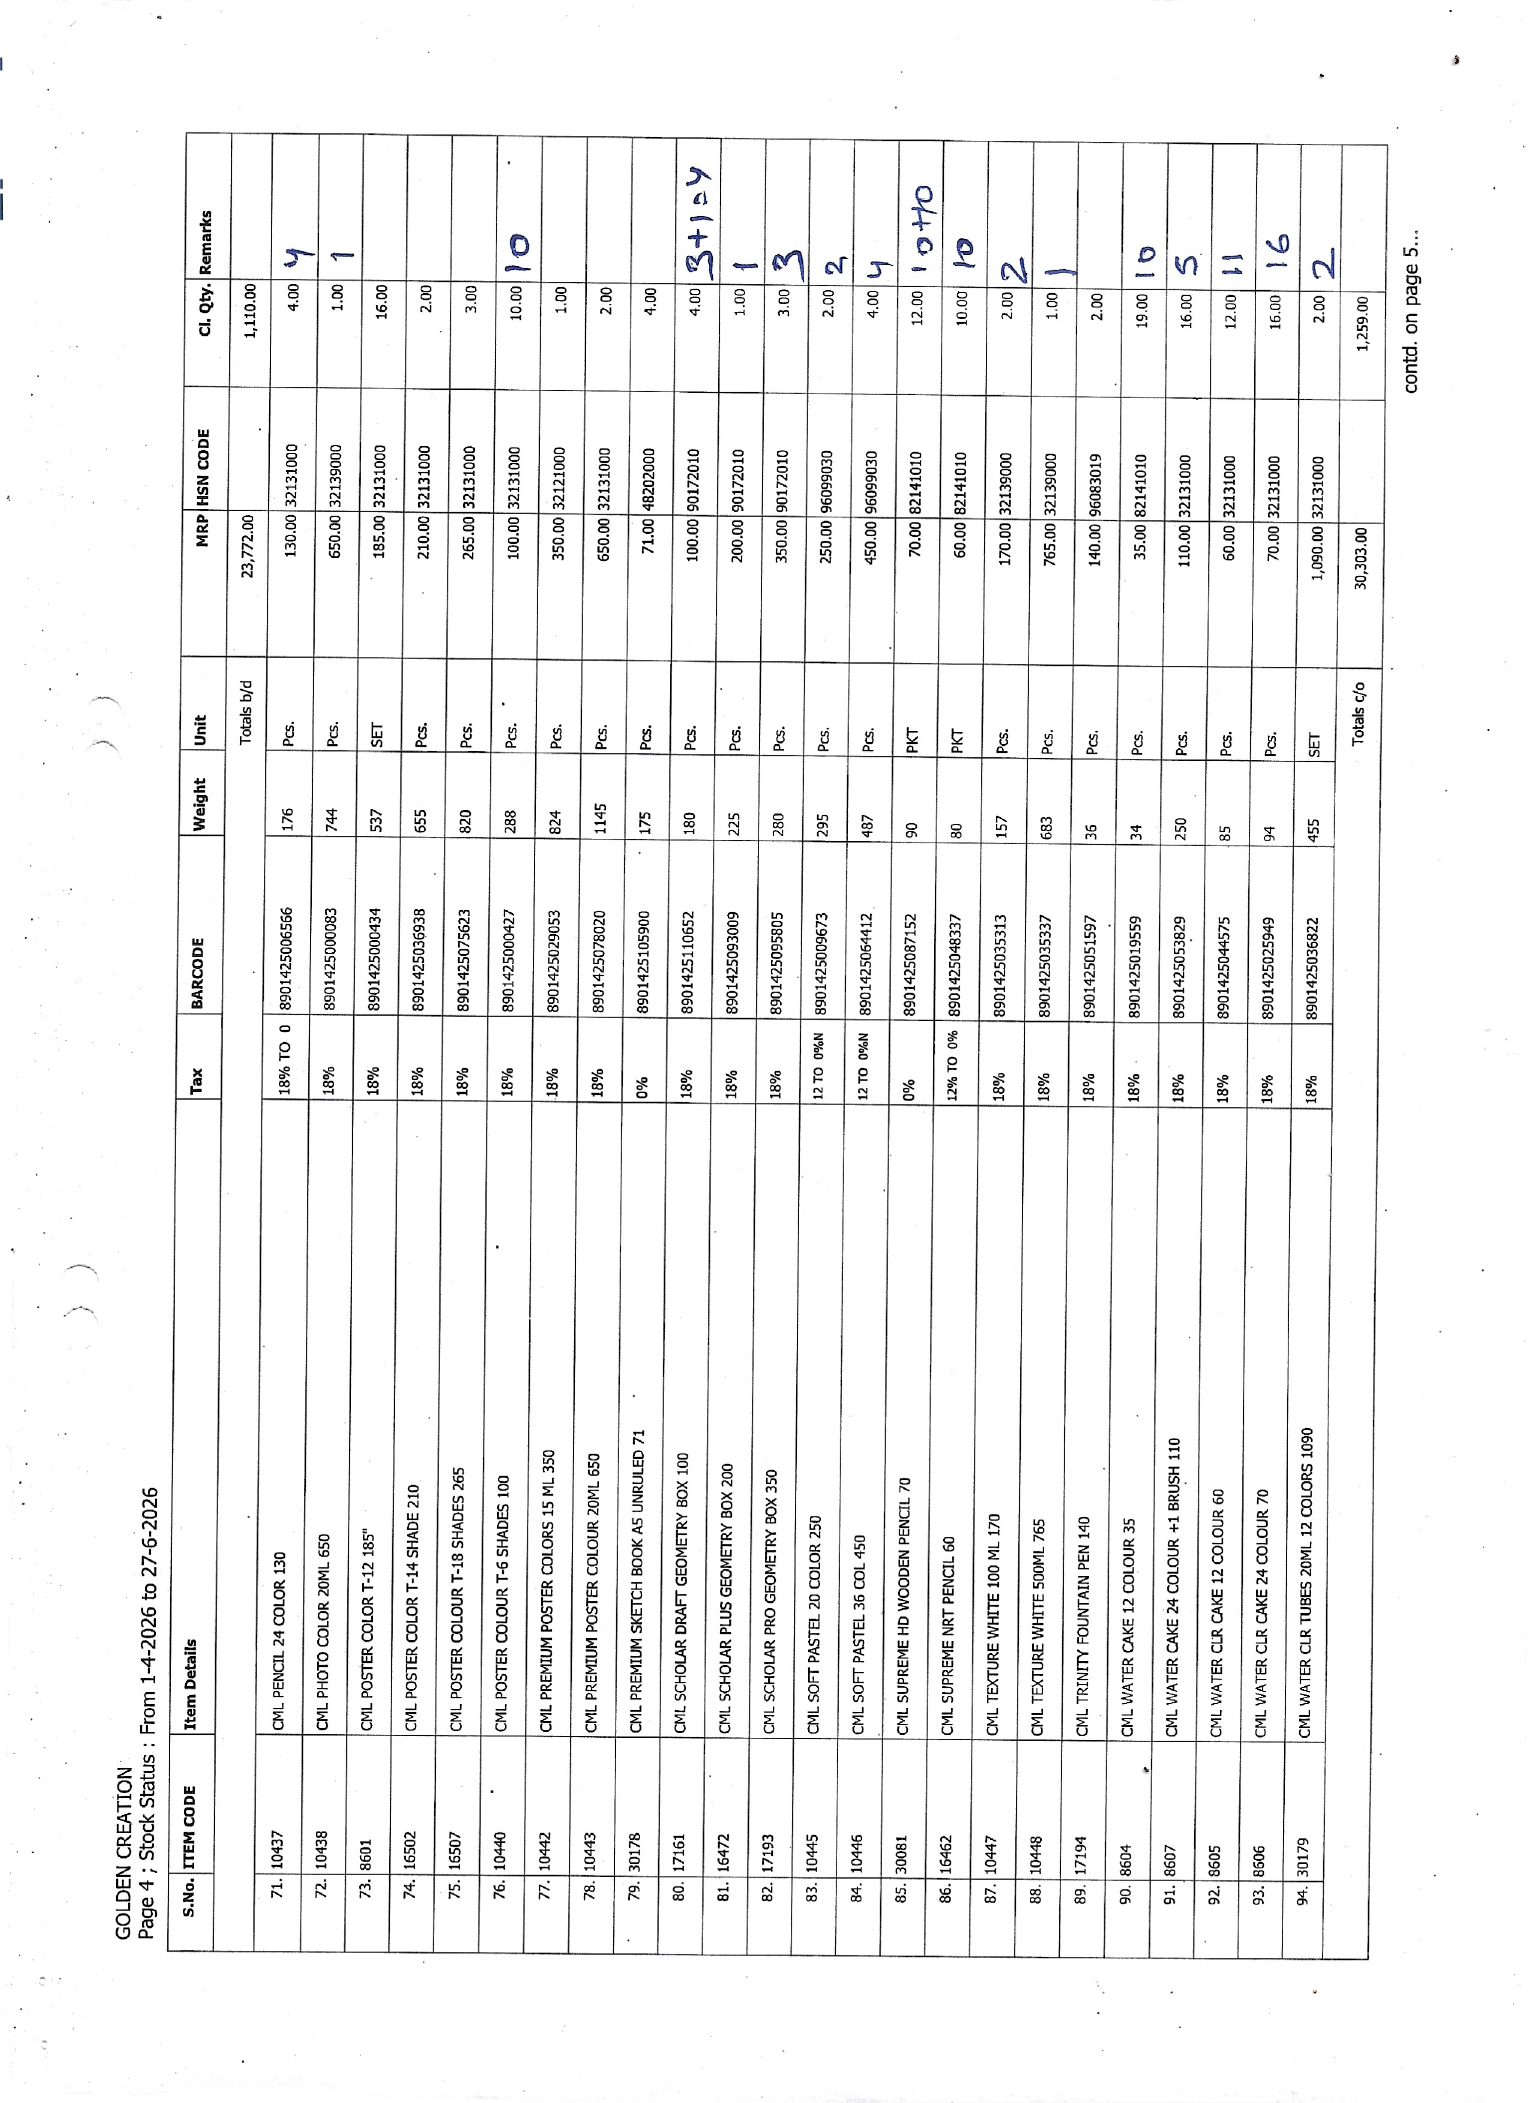 GOLDEN CREATION
Page 4 ; Stock Status : From 1-4-2026 to 27-6-2026
S.No. ITEM CODE Item Details Tax BARCODE Weight Unit MRP HSN CODE Cl. Qty. Remarks
Totals b/d 23,772.00 1,110.00
71. 10437 CML PENCIL 24 COLOR 130 18% TO 0 8901425006566 176 Pcs. 130.00 32131000 4.00 4
72. 10438 CML PHOTO COLOR 20ML 650 18% 8901425000083 744 Pcs. 650.00 32139000 1.00 1
73. 8601 CML POSTER COLOR T-12 185" 18% 8901425000434 537 SET 185.00 32131000 16.00
74. 16502 CML POSTER COLOR T-14 SHADE 210 18% 8901425036938 655 Pcs. 210.00 32131000 2.00
75. 16507 CML POSTER COLOUR T-18 SHADES 265 18% 8901425075623 820 Pcs. 265.00 32131000 3.00
76. 10440 CML POSTER COLOUR T-6 SHADES 100 18% 8901425000427 288 Pcs. 100.00 32131000 10.00 10
77. 10442 CML PREMIUM POSTER COLORS 15 ML 350 18% 8901425029053 824 Pcs. 350.00 32121000 1.00
78. 10443 CML PREMIUM POSTER COLOUR 20ML 650 18% 8901425078020 1145 Pcs. 650.00 32131000 2.00
79. 30178 CML PREMIUM SKETCH BOOK A5 UNRULED 71 0% 8901425105900 175 Pcs. 71.00 48202000 4.00
80. 17161 CML SCHOLAR DRAFT GEOMETRY BOX 100 18% 8901425110652 180 Pcs. 100.00 90172010 4.00 3+1=4
81. 16472 CML SCHOLAR PLUS GEOMETRY BOX 200 18% 8901425093009 225 Pcs. 200.00 90172010 1.00 1
82. 17193 CML SCHOLAR PRO GEOMETRY BOX 350 18% 8901425095805 280 Pcs. 350.00 90172010 3.00 3
83. 10445 CML SOFT PASTEL 20 COLOR 250 12 TO 0%N 8901425009673 295 Pcs. 250.00 96099030 2.00 2
84. 10446 CML SOFT PASTEL 36 COL 450 12 TO 0%N 8901425064412 487 Pcs. 450.00 96099030 4.00 4
85. 30081 CML SUPREME HD WOODEN PENCIL 70 0% 8901425087152 90 PKT 70.00 82141010 12.00 10+10
86. 16462 CML SUPREME NRT PENCIL 60 12% TO 0% 8901425048337 80 PKT 60.00 82141010 10.00 10
87. 10447 CML TEXTURE WHITE 100 ML 170 18% 8901425035313 157 Pcs. 170.00 32139000 2.00 2
88. 10448 CML TEXTURE WHITE 500ML 765 18% 8901425035337 683 Pcs. 765.00 32139000 1.00 1
89. 17194 CML TRINITY FOUNTAIN PEN 140 18% 8901425051597 36 Pcs. 140.00 96083019 2.00
90. 8604 CML WATER CAKE 12 COLOUR 35 18% 8901425019559 34 Pcs. 35.00 82141010 19.00 10
91. 8607 CML WATER CAKE 24 COLOUR +1 BRUSH 110 18% 8901425053829 250 Pcs. 110.00 32131000 16.00 5
92. 8605 CML WATER CLR CAKE 12 COLOUR 60 18% 8901425044575 85 Pcs. 60.00 32131000 12.00 11
93. 8606 CML WATER CLR CAKE 24 COLOUR 70 18% 8901425025949 94 Pcs. 70.00 32131000 16.00 16
94. 30179 CML WATER CLR TUBES 20ML 12 COLORS 1090 18% 8901425036822 455 SET 1,090.00 32131000 2.00 2
Totals c/o 30,303.00 1,259.00
contd. on page 5...